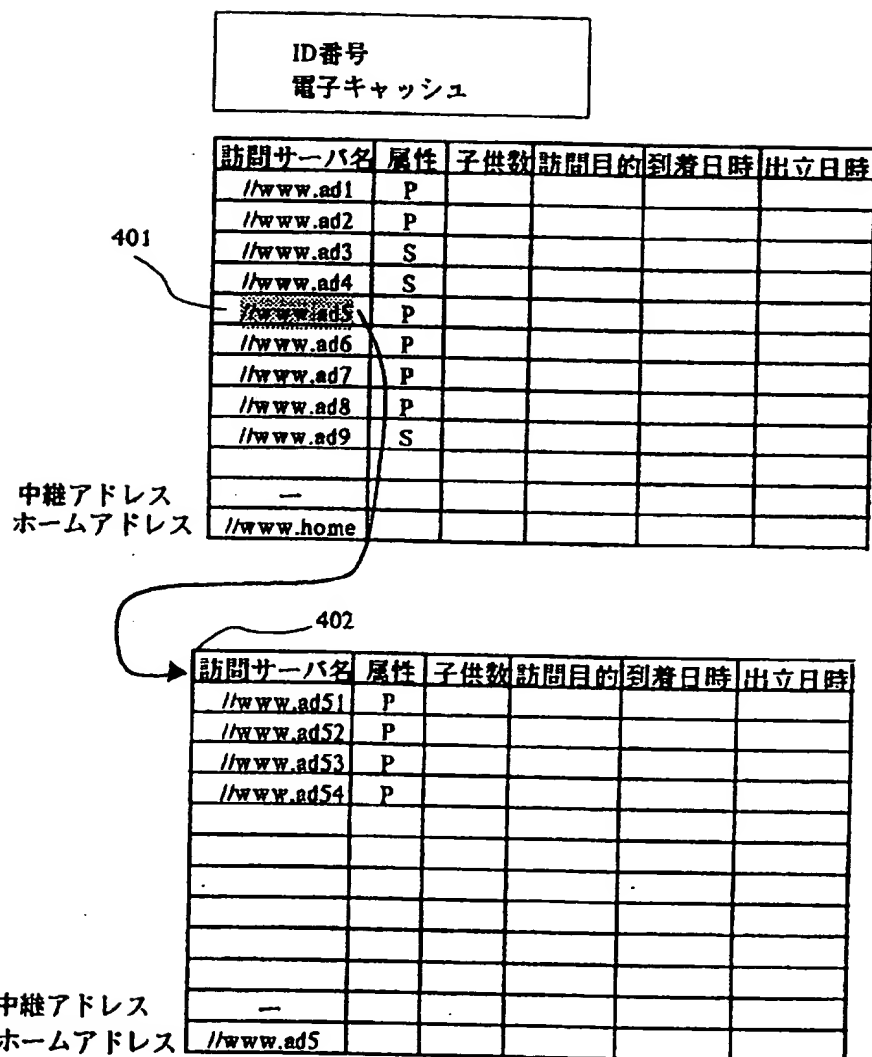 ID番号
電子キャッシュ
訪問サーバ名 属性 子供数 訪問目的 到着日時 出立日時
//www.ad1 P
//www.ad2 P
401
//www.ad3 S
//www.ad4 S
//www.ad5 P
//www.ad6 P
//www.ad7 P
//www.ad8 P
//www.ad9 S
中継アドレス —
ホームアドレス //www.home
402
訪問サーバ名 属性 子供数 訪問目的 到着日時 出立日時
//www.ad51 P
//www.ad52 P
//www.ad53 P
//www.ad54 P
中継アドレス —
ホームアドレス //www.ad5